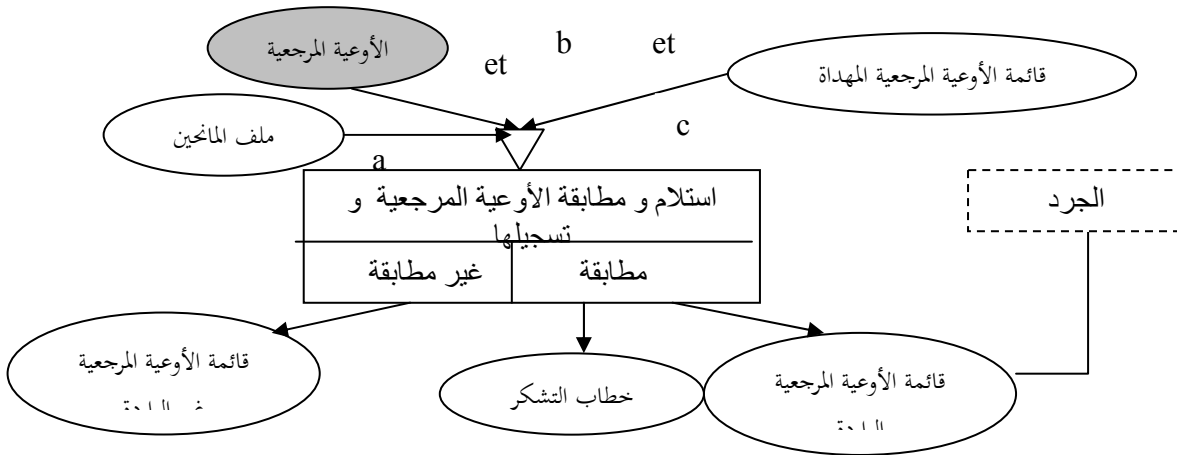 الأوعية المرجعية
et
b
et
قائمة الأوعية المرجعية المهداة
ملف المانحين
c
a
استلام و مطابقة الأوعية المرجعية و
تسجيلها
الجرد
غير مطابقة
مطابقة
قائمة الأوعية المرجعية
خطاب التشكر
قائمة الأوعية المرجعية